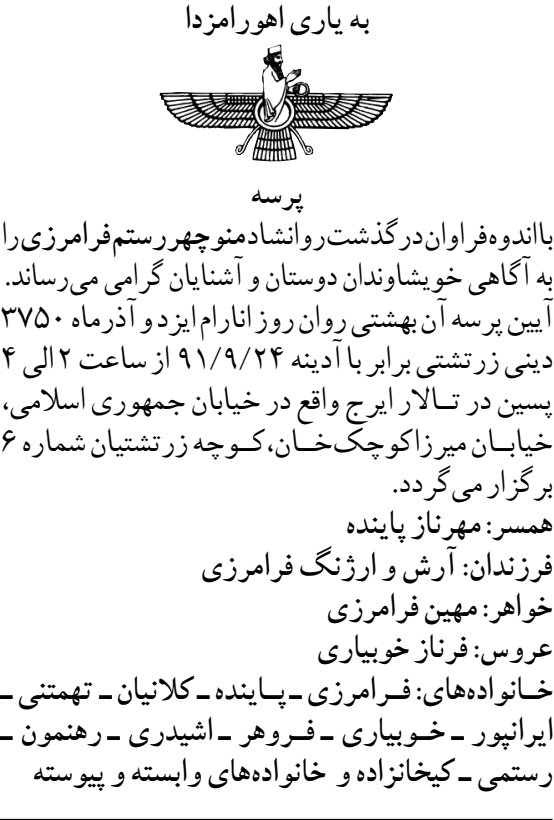 به یاری اهورامزدا
پرسه
بااندوه فراوان درگذشت روانشاد منوچهر رستم فرامرزی را
به آگاهی خویشاوندان دوستان و آشنایان گرامی می‌رساند.
آیین پرسه آن بهشتی روان روز انارام ایزد و آذرماه ۳۷۵۰
دینی زرتشتی برابر با آدینه ۹۱/۹/۲۴ از ساعت ۲ الی ۴
پسین در تـالار ایرج واقع در خیابان جمهوری اسلامی،
خیابـان میرزاکوچک‌خـان،کـوچه زرتشتیان شماره ۶
برگزار می‌گردد.
همسر: مهرناز پاینده
فرزندان: آرش و ارژنگ فرامرزی
خواهر: مهین فرامرزی
عروس: فرناز خوبیاری
خـانواده‌های: فـرامرزی ـ پـاینده ـ کلانیان ـ تهمتنی ـ
ایرانپور ـ خـوبیاری ـ فـروهر ـ اشیدری ـ رهنمون ـ
رستمی ـ کیخانزاده و خانواده‌های وابسته و پیوسته